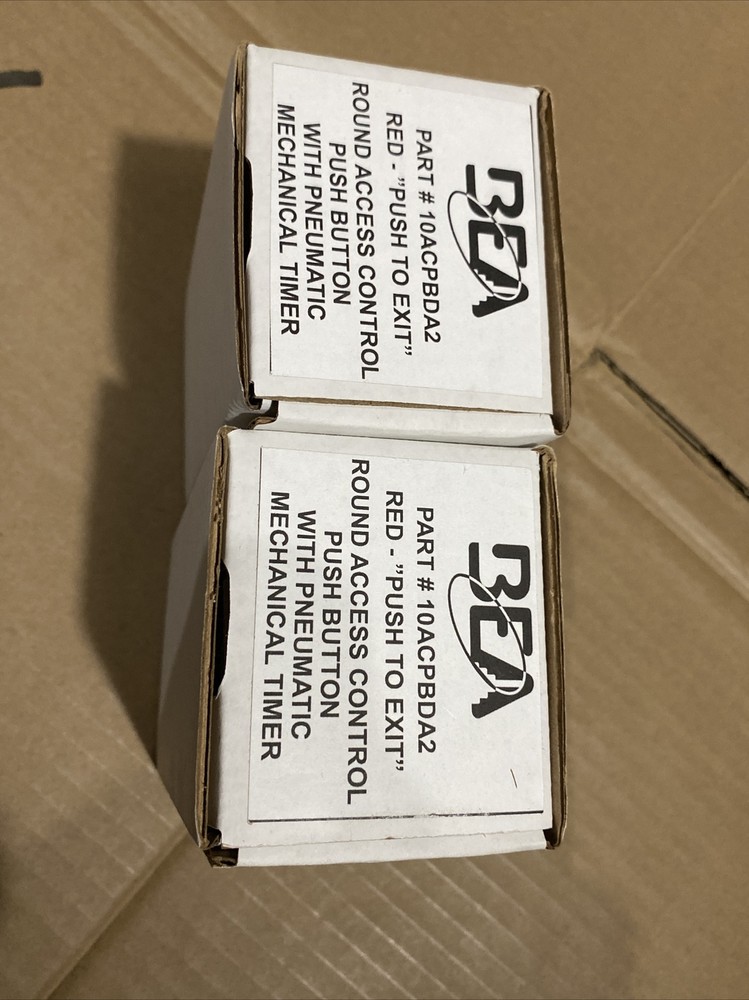 BEA
PART # 10ACPBDA2
RED - "PUSH TO EXIT"
ROUND ACCESS CONTROL
PUSH BUTTON
WITH PNEUMATIC
MECHANICAL TIMER
BEA
PART # 10ACPBDA2
RED - "PUSH TO EXIT"
ROUND ACCESS CONTROL
PUSH BUTTON
WITH PNEUMATIC
MECHANICAL TIMER